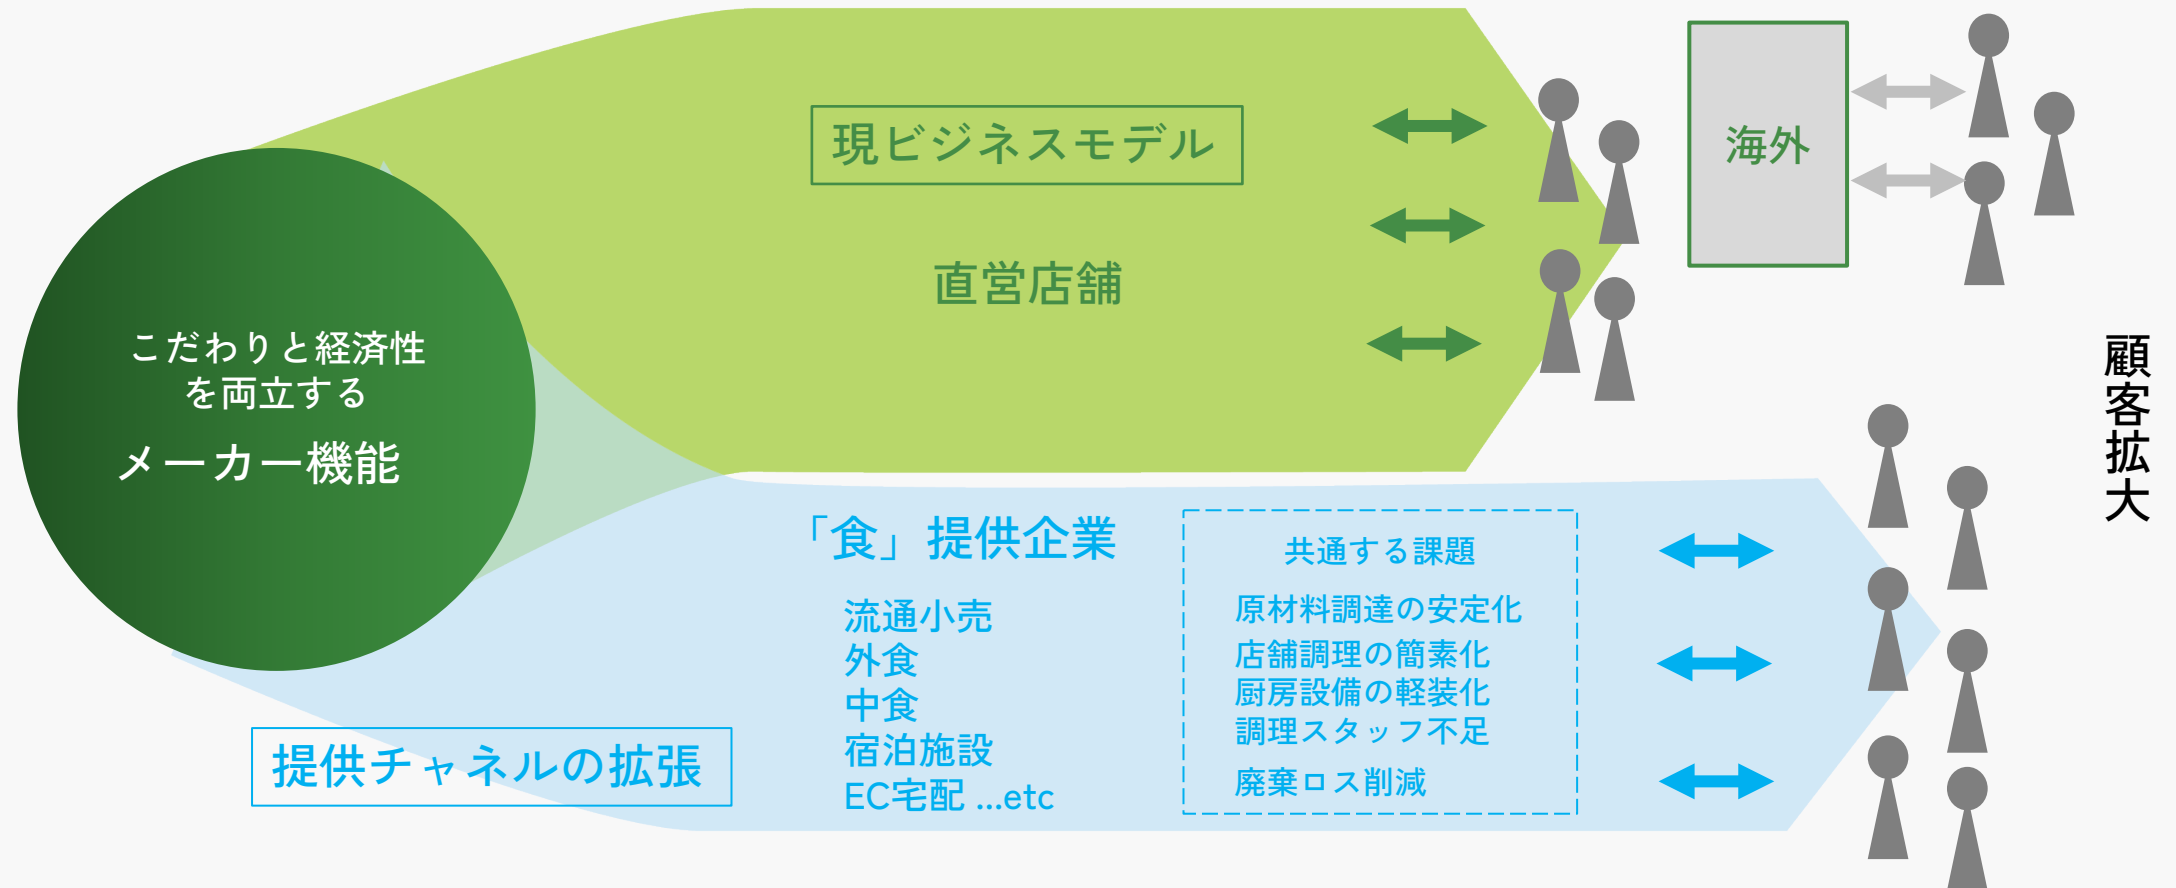 こだわりと経済性
を両立する
メーカー機能
現ビジネスモデル
直営店舗
海外
「食」提供企業
流通小売
外食
中食
宿泊施設
EC宅配 …etc
共通する課題
原材料調達の安定化
店舗調理の簡素化
厨房設備の軽装化
調理スタッフ不足
廃棄ロス削減
提供チャネルの拡張
顧客拡大